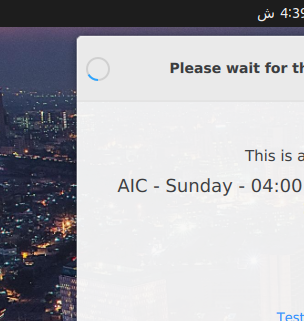 4:39 ش
Please wait for th
This is a
AIC - Sunday - 04:00
Test